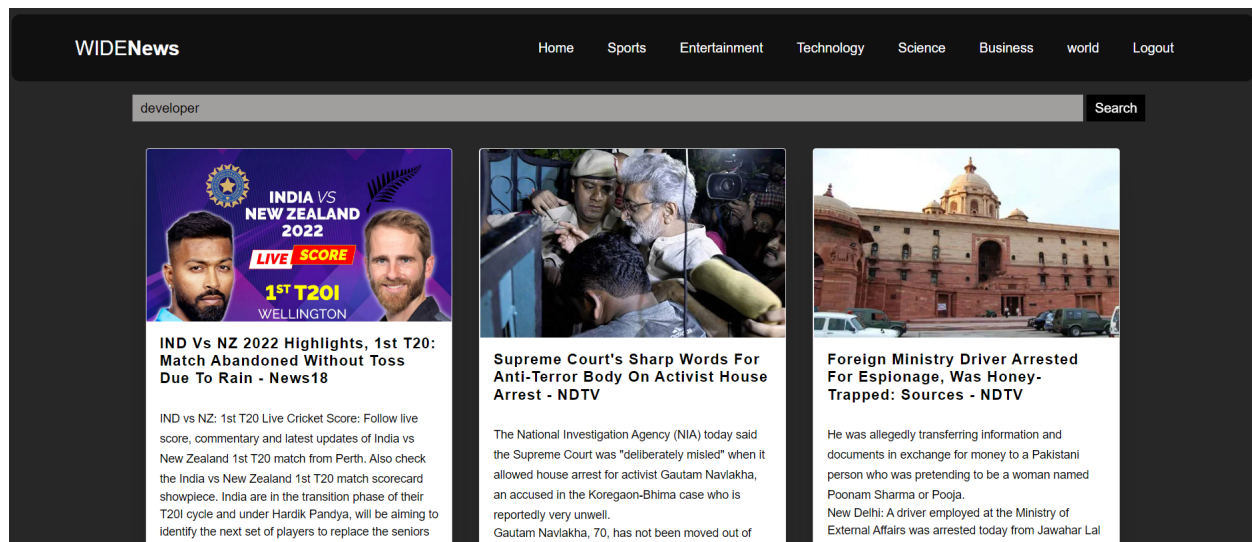 WIDENews
Home Sports Entertainment Technology Science Business world Logout
developer
Search
INDIA VS
NEW ZEALAND
2022
LIVE SCORE
1ST T20I
WELLINGTON
IND Vs NZ 2022 Highlights, 1st T20:
Match Abandoned Without Toss
Due To Rain - News18
IND vs NZ: 1st T20 Live Cricket Score: Follow live
score, commentary and latest updates of India vs
New Zealand 1st T20 match from Perth. Also check
the India vs New Zealand 1st T20 match scorecard
showpiece. India are in the transition phase of their
T20I cycle and under Hardik Pandya, will be aiming to
identify the next set of players to replace the seniors
Supreme Court's Sharp Words For
Anti-Terror Body On Activist House
Arrest - NDTV
The National Investigation Agency (NIA) today said
the Supreme Court was "deliberately misled" when it
allowed house arrest for activist Gautam Navlakha,
an accused in the Koregaon-Bhima case who is
reportedly very unwell.
Gautam Navlakha, 70, has not been moved out of
Foreign Ministry Driver Arrested
For Espionage, Was Honey-
Trapped: Sources - NDTV
He was allegedly transferring information and
documents in exchange for money to a Pakistani
person who was pretending to be a woman named
Poonam Sharma or Pooja.
New Delhi: A driver employed at the Ministry of
External Affairs was arrested today from Jawahar Lal